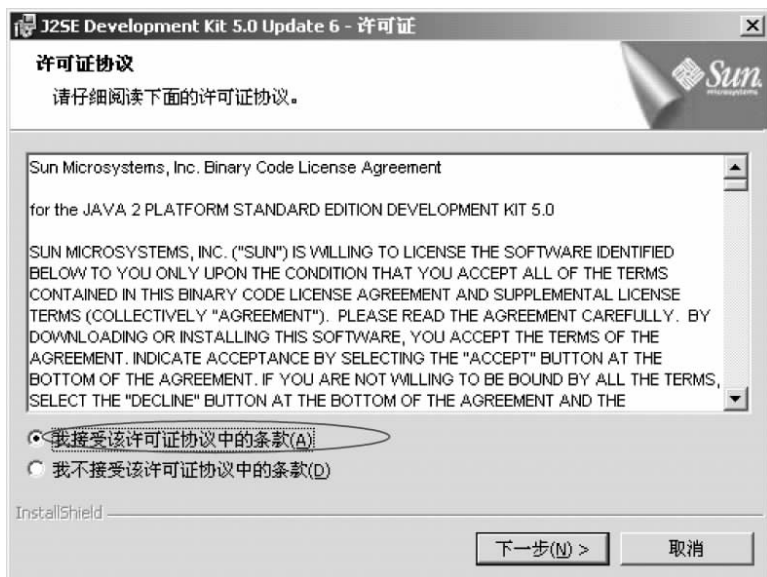 J2SE Development Kit 5.0 Update 6 - 许可证
许可证协议
请仔细阅读下面的许可证协议。
Sun
microsystems
Sun Microsystems, Inc. Binary Code License Agreement
for the JAVA 2 PLATFORM STANDARD EDITION DEVELOPMENT KIT 5.0
SUN MICROSYSTEMS, INC. ("SUN") IS WILLING TO LICENSE THE SOFTWARE IDENTIFIED
BELOW TO YOU ONLY UPON THE CONDITION THAT YOU ACCEPT ALL OF THE TERMS
CONTAINED IN THIS BINARY CODE LICENSE AGREEMENT AND SUPPLEMENTAL LICENSE
TERMS (COLLECTIVELY "AGREEMENT").  PLEASE READ THE AGREEMENT CAREFULLY.  BY
DOWNLOADING OR INSTALLING THIS SOFTWARE, YOU ACCEPT THE TERMS OF THE
AGREEMENT. INDICATE ACCEPTANCE BY SELECTING THE "ACCEPT" BUTTON AT THE
BOTTOM OF THE AGREEMENT. IF YOU ARE NOT WILLING TO BE BOUND BY ALL THE TERMS,
SELECT THE "DECLINE" BUTTON AT THE BOTTOM OF THE AGREEMENT AND THE
我接受该许可证协议中的条款(A)
我不接受该许可证协议中的条款(D)
InstallShield
下一步(N) >
取消